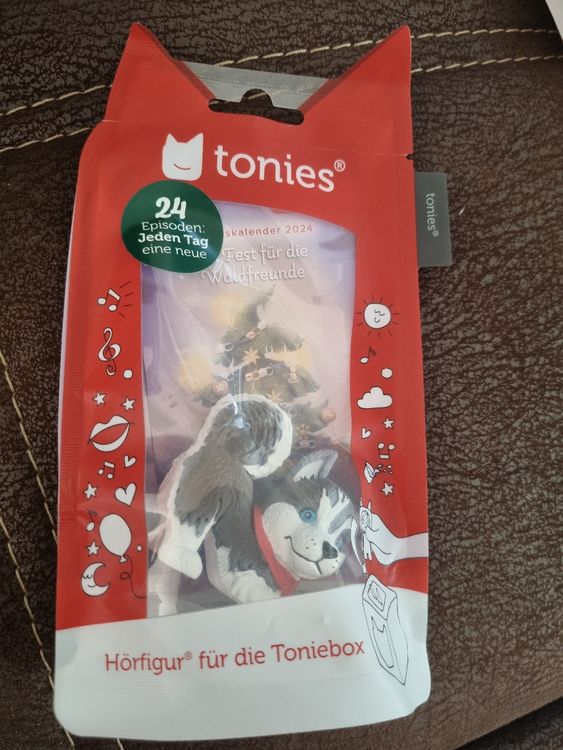 tonies®
24
Episoden:
Jeden Tag
eine neue
skalender 2024
Fest für die
Waldfreunde
tonies®
Hörfigur® für die Toniebox